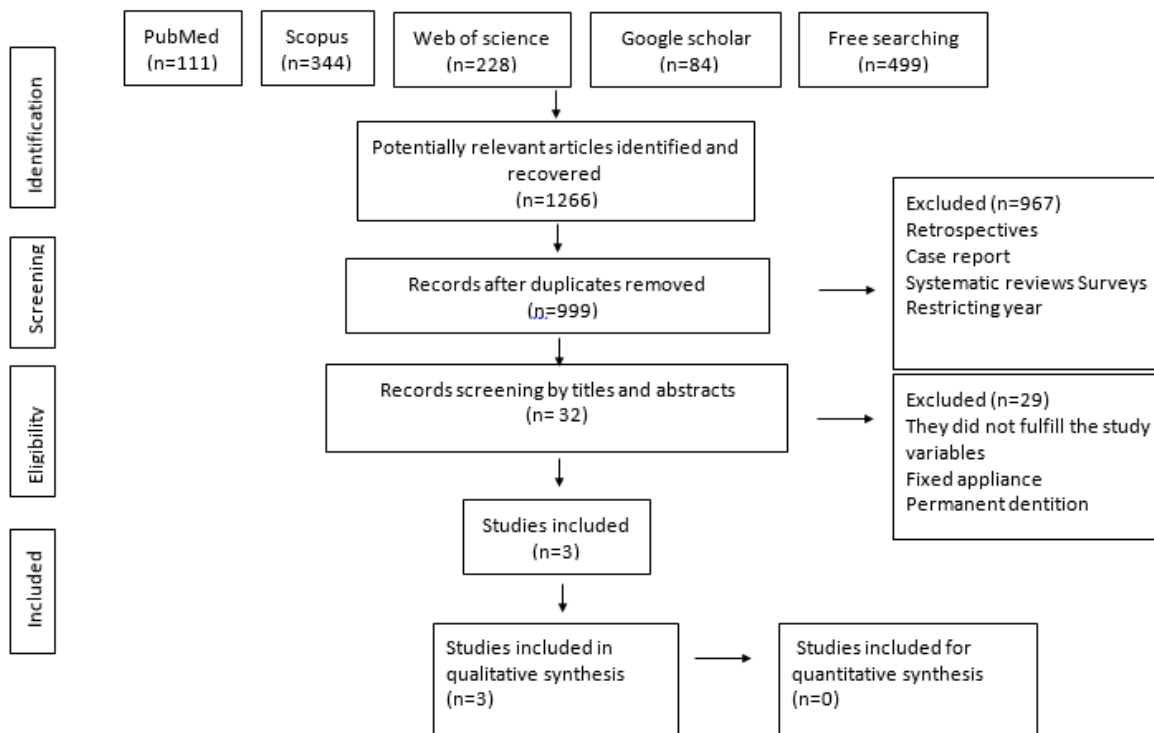 PubMed
(n=111)
Scopus
(n=344)
Web of science
(n=228)
Google scholar
(n=84)
Free searching
(n=499)
Identification
Potentially relevant articles identified and
recovered
(n=1266)
Excluded (n=967)
Retrospectives
Case report
Systematic reviews Surveys
Restricting year
Screening
Records after duplicates removed
(n=999)
Eligibility
Records screening by titles and abstracts
(n= 32)
Excluded (n=29)
They did not fulfill the study
variables
Fixed appliance
Permanent dentition
Studies included
(n=3)
Included
Studies included in
qualitative synthesis
(n=3)
Studies included for
quantitative synthesis
(n=0)